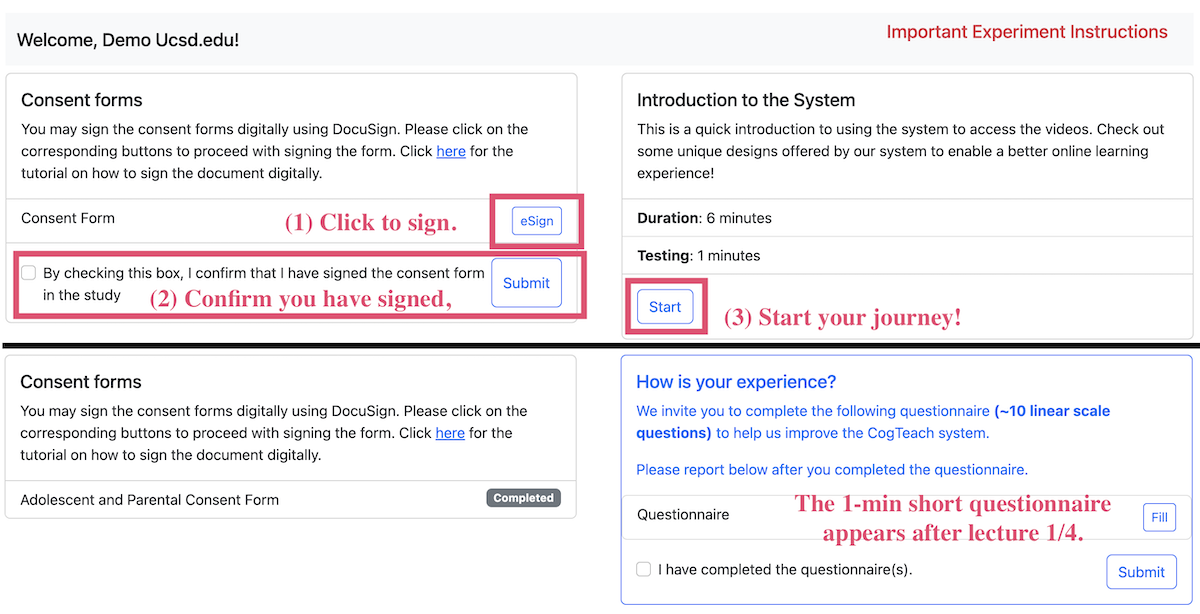 Welcome, Demo Ucsd.edu!
Important Experiment Instructions
Consent forms
You may sign the consent forms digitally using DocuSign. Please click on the
corresponding buttons to proceed with signing the form. Click here for the
tutorial on how to sign the document digitally.
Consent Form
(1) Click to sign.
eSign
By checking this box, I confirm that I have signed the consent form
in the study
(2) Confirm you have signed,
Submit
Introduction to the System
This is a quick introduction to using the system to access the videos. Check out
some unique designs offered by our system to enable a better online learning
experience!
Duration: 6 minutes
Testing: 1 minutes
Start
(3) Start your journey!
Consent forms
You may sign the consent forms digitally using DocuSign. Please click on the
corresponding buttons to proceed with signing the form. Click here for the
tutorial on how to sign the document digitally.
Adolescent and Parental Consent Form
Completed
How is your experience?
We invite you to complete the following questionnaire (~10 linear scale
questions) to help us improve the CogTeach system.
Please report below after you completed the questionnaire.
Questionnaire
The 1-min short questionnaire
appears after lecture 1/4.
Fill
I have completed the questionnaire(s).
Submit